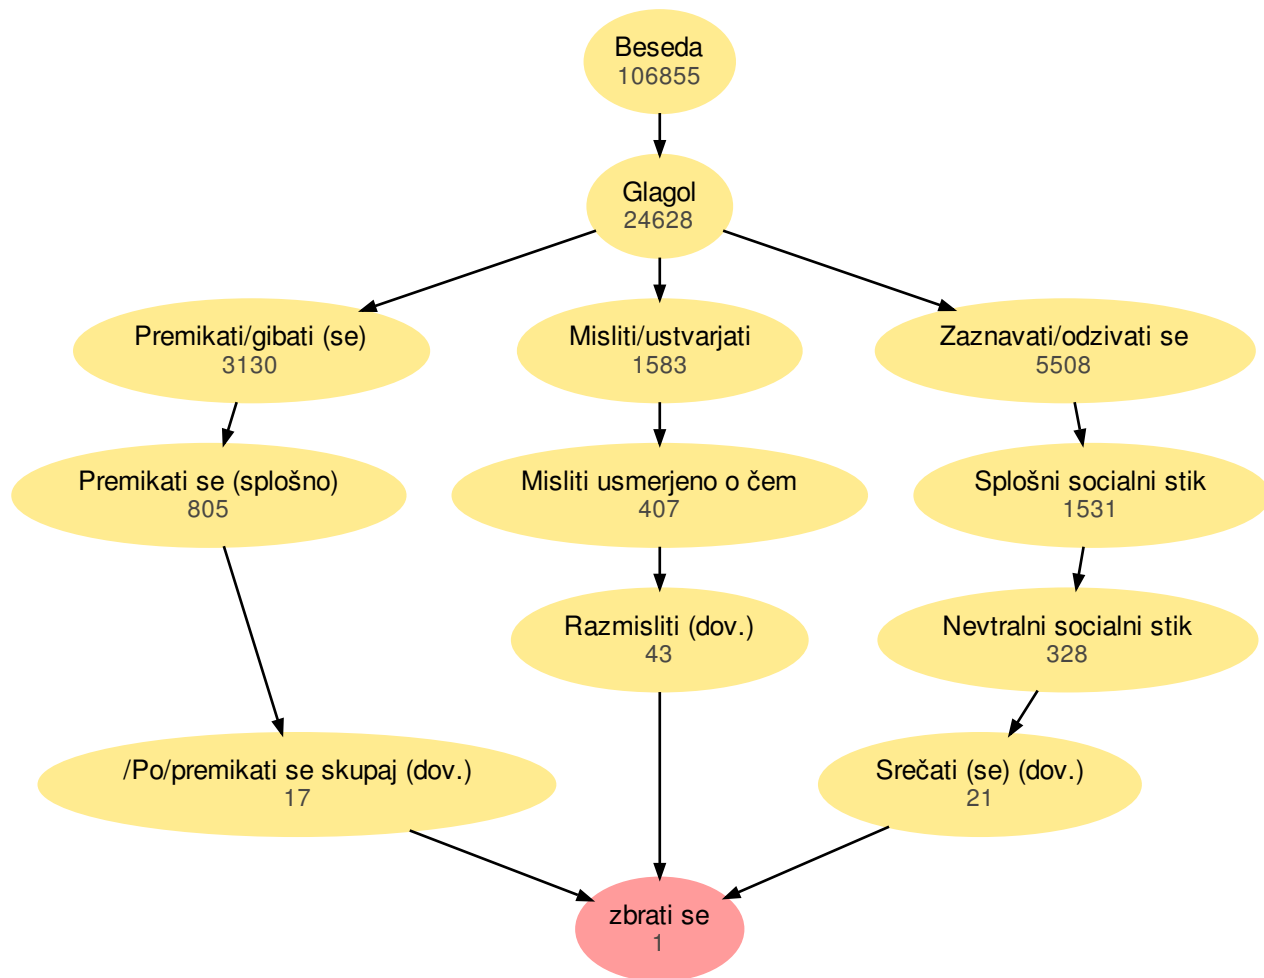 Beseda
106855
Glagol
24628
Premikati/gibati (se)
3130
Misliti/ustvarjati
1583
Zaznavati/odzivati se
5508
Premikati se (splošno)
805
Misliti usmerjeno o čem
407
Splošni socialni stik
1531
Razmisliti (dov.)
43
Nevtralni socialni stik
328
/Po/premikati se skupaj (dov.)
17
Srečati (se) (dov.)
21
zbrati se
1